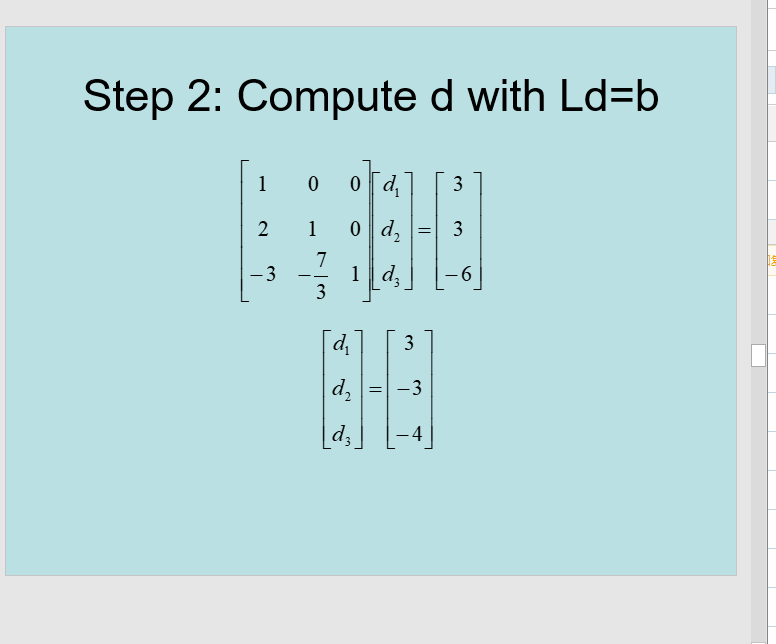 Step 2: Compute d with Ld=b
[1 0 0; 2 1 0; −3 −7/3 1] [d₁; d₂; d₃] = [3; 3; −6]
[d₁; d₂; d₃] = [3; −3; −4]